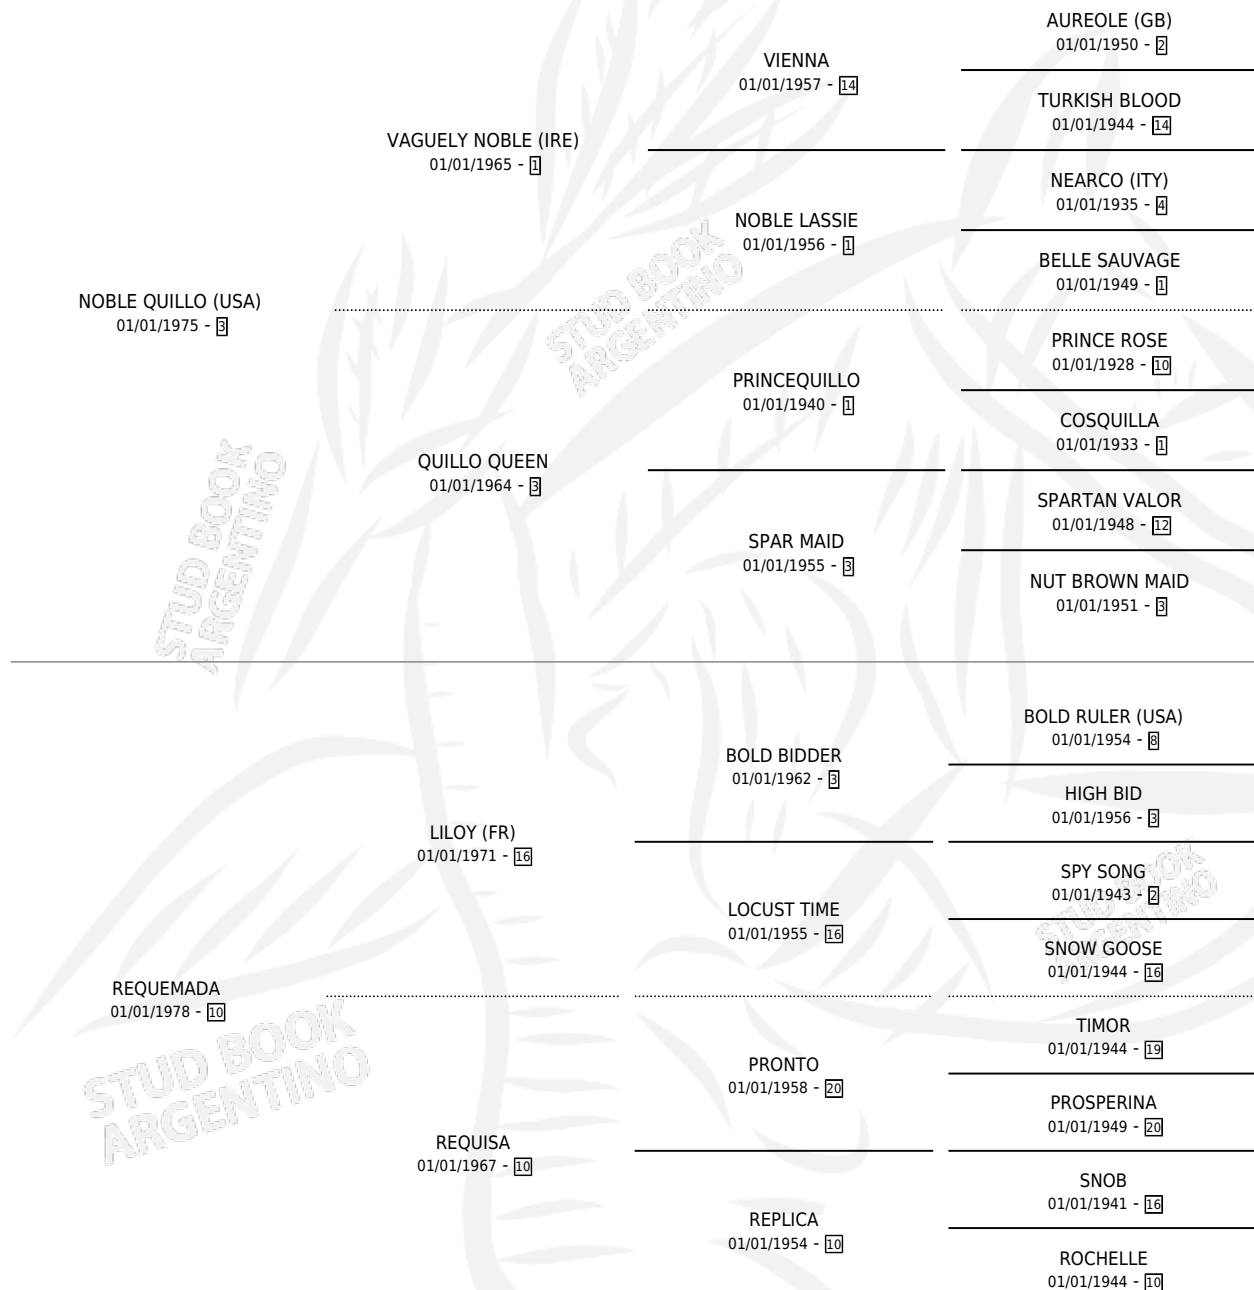 AUREOLE (GB)
01/01/1950 - 2
VIENNA
01/01/1957 - 14
TURKISH BLOOD
01/01/1944 - 14
VAGUELY NOBLE (IRE)
01/01/1965 - 1
NEARCO (ITY)
01/01/1935 - 4
NOBLE LASSIE
01/01/1956 - 1
BELLE SAUVAGE
01/01/1949 - 1
NOBLE QUILLO (USA)
01/01/1975 - 3
PRINCE ROSE
01/01/1928 - 10
PRINCEQUILLO
01/01/1940 - 1
COSQUILLA
01/01/1933 - 1
QUILLO QUEEN
01/01/1964 - 3
SPARTAN VALOR
01/01/1948 - 12
SPAR MAID
01/01/1955 - 3
NUT BROWN MAID
01/01/1951 - 3
BOLD RULER (USA)
01/01/1954 - 8
BOLD BIDDER
01/01/1962 - 3
HIGH BID
01/01/1956 - 3
LILOY (FR)
01/01/1971 - 16
SPY SONG
01/01/1943 - 2
LOCUST TIME
01/01/1955 - 16
SNOW GOOSE
01/01/1944 - 16
REQUEMADA
01/01/1978 - 10
TIMOR
01/01/1944 - 19
PRONTO
01/01/1958 - 20
PROSPERINA
01/01/1949 - 20
REQUISA
01/01/1967 - 10
SNOB
01/01/1941 - 16
REPLICA
01/01/1954 - 10
ROCHELLE
01/01/1944 - 10
STUD BOOK
ARGENTINO
STUD BOOK
ARGENTINO
STUD BOOK
ARGENTINO
STUD BOOK
ARGENTINO